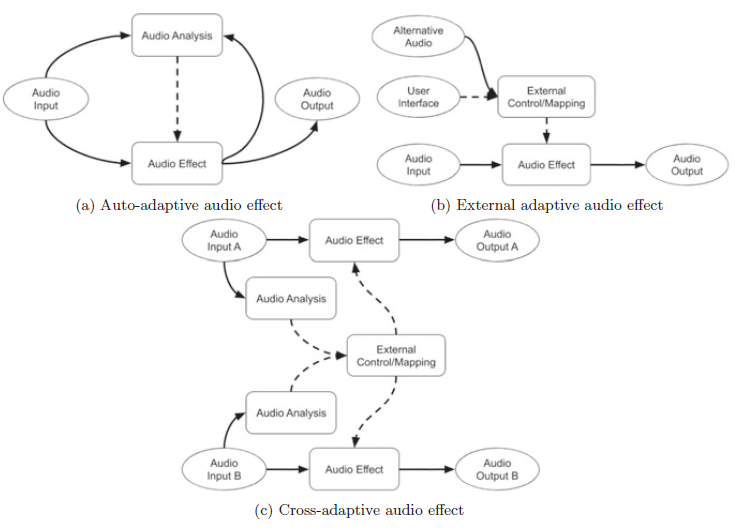 Audio Analysis
Audio
Input
Audio
Output
Audio Effect
(a) Auto-adaptive audio effect
Alternative
Audio
User
Interface
External
Control/Mapping
Audio
Input
Audio Effect
Audio
Output
(b) External adaptive audio effect
Audio
Input A
Audio Effect
Audio
Output A
Audio Analysis
External
Control/Mapping
Audio Analysis
Audio
Input B
Audio Effect
Audio
Output B
(c) Cross-adaptive audio effect